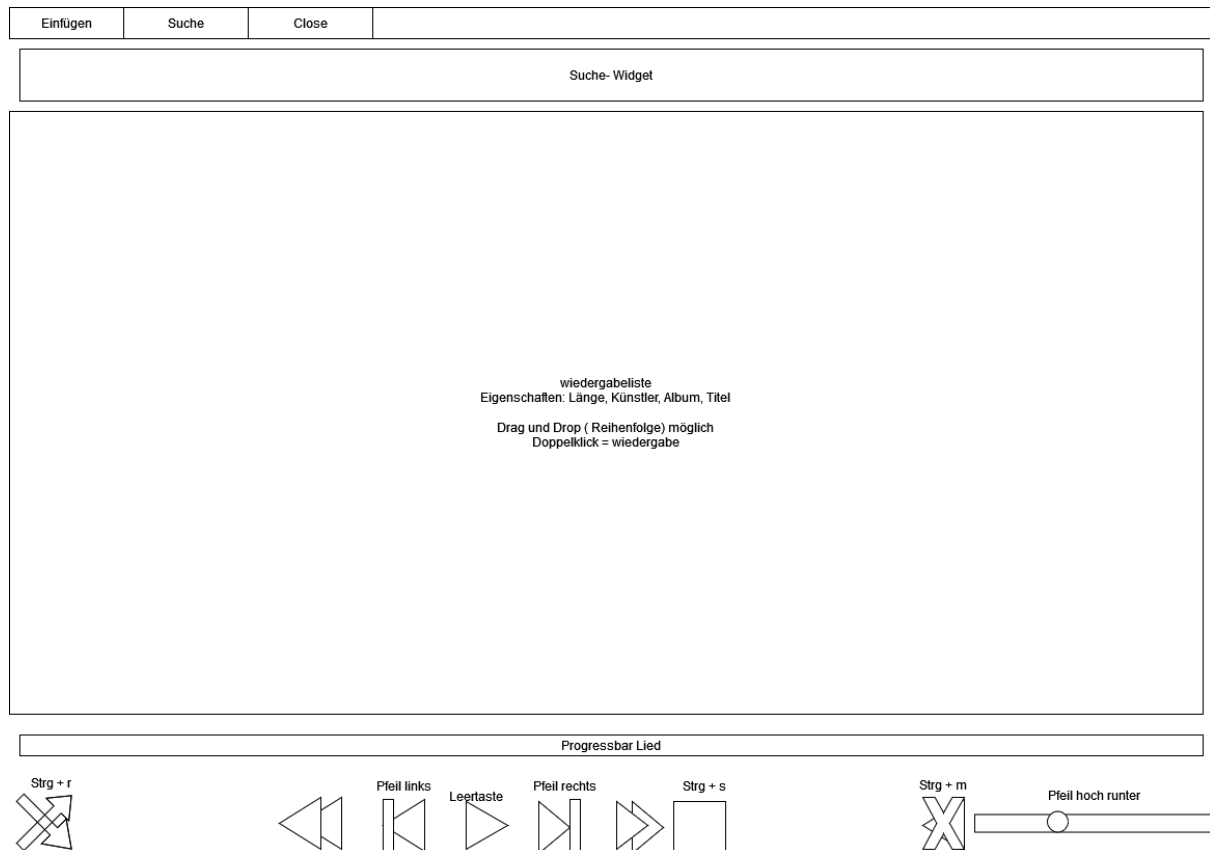 Einfügen
Suche
Close
Suche- Widget
wiedergabeliste
Eigenschaften: Länge, Künstler, Album, Titel
Drag und Drop ( Reihenfolge) möglich
Doppelklick = wiedergabe
Progressbar Lied
Strg + r
Pfeil links
Leertaste
Pfeil rechts
Strg + s
Strg + m
Pfeil hoch runter